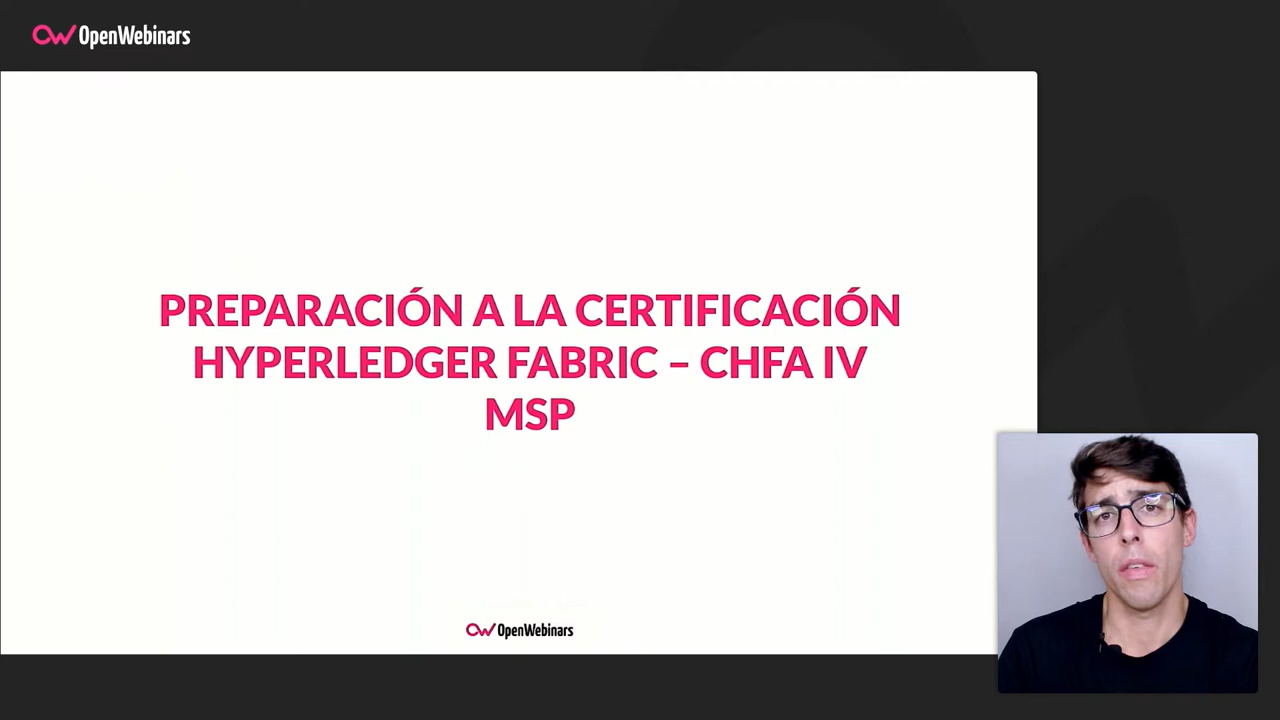 OpenWebinars
PREPARACIÓN A LA CERTIFICACIÓN
HYPERLEDGER FABRIC – CHFA IV
MSP
OpenWebinars